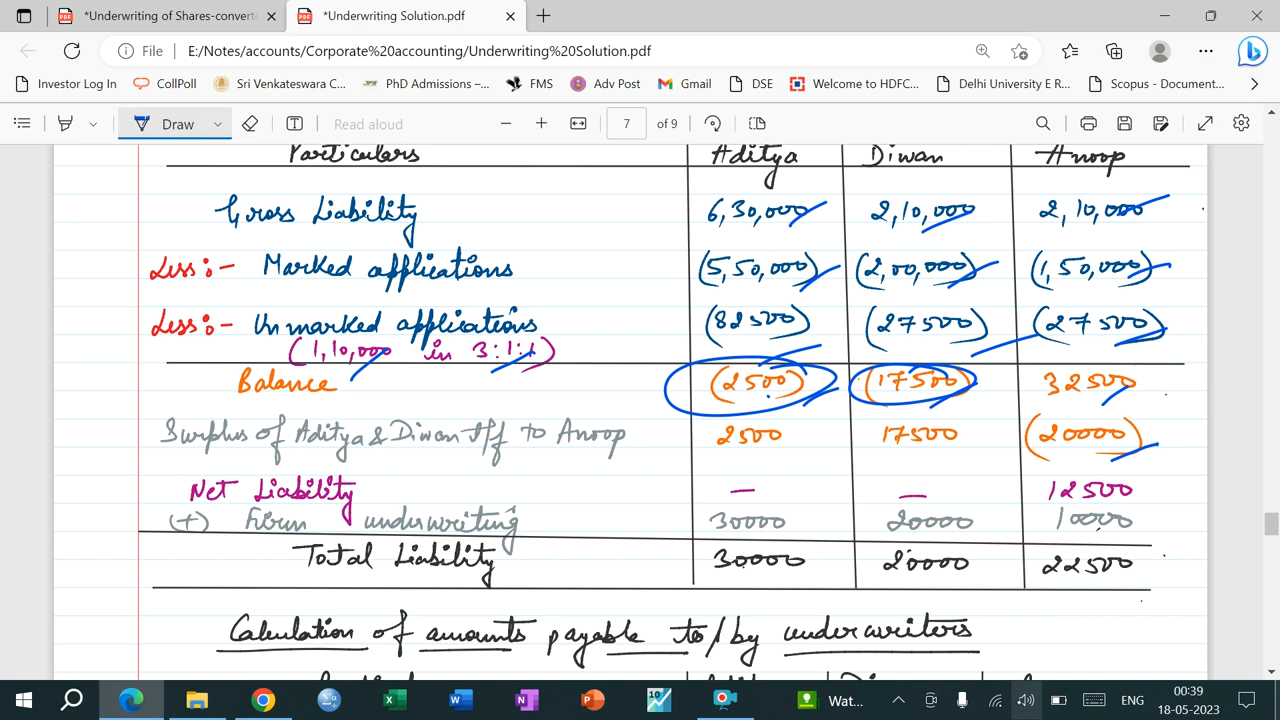 *Underwriting of Shares-converte
*Underwriting Solution.pdf
File E:/Notes/accounts/Corporate%20accounting/Underwriting%20Solution.pdf
Investor Log In CollPoll Sri Venkateswara C... PhD Admissions –... FMS Adv Post Gmail DSE Welcome to HDFC... Delhi University E R... Scopus - Document...
Draw Read aloud 7 of 9
Particulars Aditya Diwan Anoop
Gross Liability 6,30,000 2,10,000 2,10,000
Less:- Marked applications (5,50,000) (2,00,000) (1,50,000)
Less:- Unmarked applications (82500) (27500) (27500)
(1,10,000 in 3:1:1)
Balance (2500) (17500) 32500
Surplus of Aditya & Diwan tff to Anoop 2500 17500 (20000)
Net Liability — — 12500
(+) Firm underwriting 30000 20000 10000
Total Liability 30000 20000 22500
Calculation of amounts payable to/by underwriters
Wat...
ENG
00:39
18-05-2023